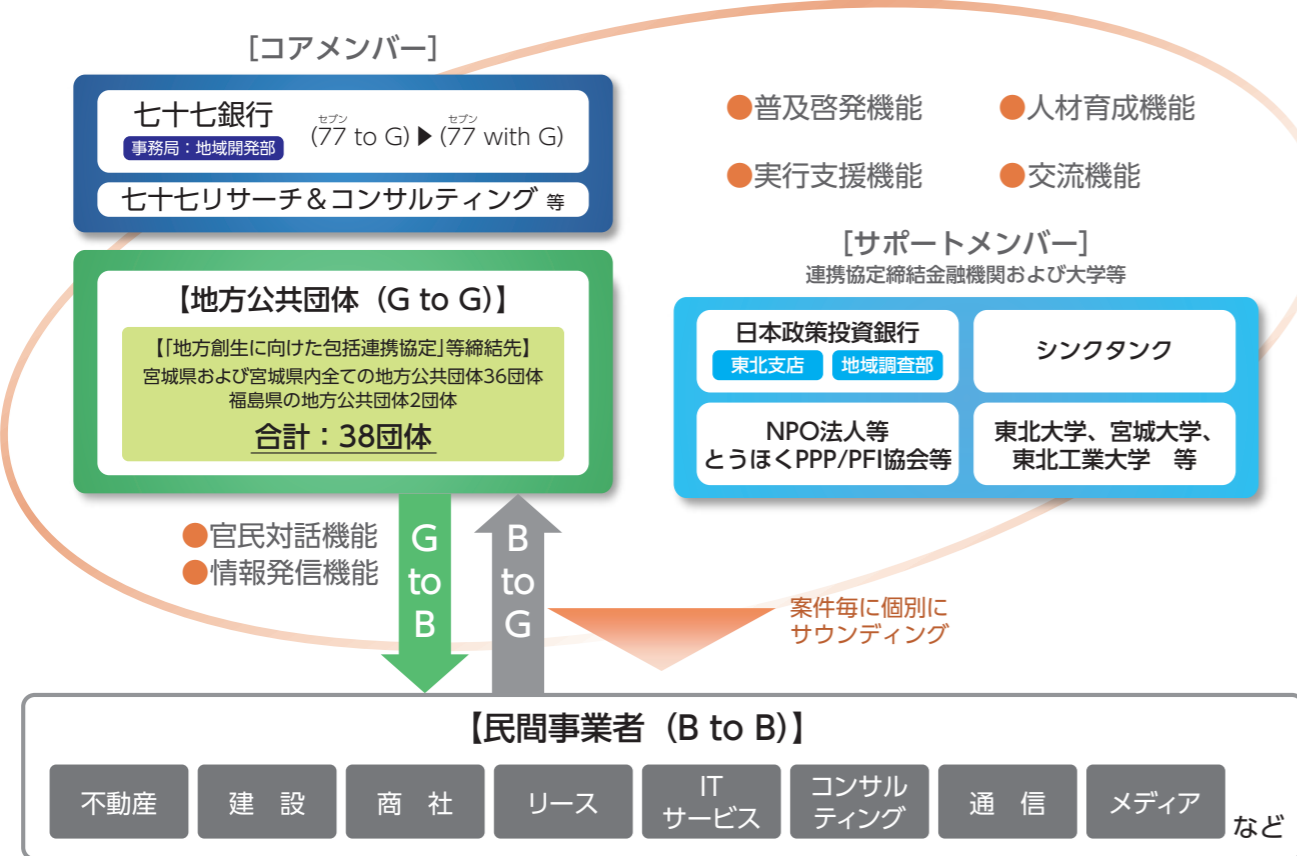 [コアメンバー]
七十七銀行
事務局:地域開発部
セブン セブン
(77 to G)▶(77 with G)
七十七リサーチ&コンサルティング 等
【地方公共団体(G to G)】
【「地方創生に向けた包括連携協定」等締結先】
宮城県および宮城県内全ての地方公共団体36団体
福島県の地方公共団体2団体
合計:38団体
●普及啓発機能 ●人材育成機能
●実行支援機能 ●交流機能
[サポートメンバー]
連携協定締結金融機関および大学等
日本政策投資銀行
東北支店 地域調査部
シンクタンク
NPO法人等
とうほくPPP/PFI協会等
東北大学、宮城大学、
東北工業大学 等
●官民対話機能
●情報発信機能
G
to
B
B
to
G
案件毎に個別に
サウンディング
【民間事業者(B to B)】
不動産
建 設
商 社
リース
IT
サービス
コンサル
ティング
通 信
メディア
など